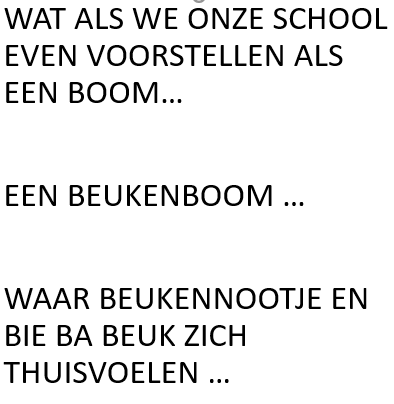 WAT ALS WE ONZE SCHOOL
EVEN VOORSTELLEN ALS
EEN BOOM...
EEN BEUKENBOOM ...
WAAR BEUKENNOOTJE EN
BIE BA BEUK ZICH
THUISVOELEN ...